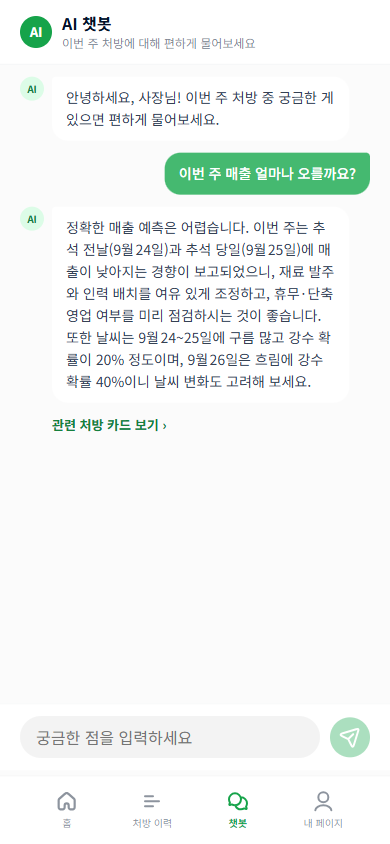 AI
AI 챗봇
이번 주 처방에 대해 편하게 물어보세요
AI
안녕하세요, 사장님! 이번 주 처방 중 궁금한 게
있으면 편하게 물어보세요.
이번 주 매출 얼마나 오를까요?
AI
정확한 매출 예측은 어렵습니다. 이번 주는 추
석 전날(9월 24일)과 추석 당일(9월 25일)에 매
출이 낮아지는 경향이 보고되었으니, 재료 발주
와 인력 배치를 여유 있게 조정하고, 휴무·단축
영업 여부를 미리 점검하시는 것이 좋습니다.
또한 날씨는 9월 24~25일에 구름 많고 강수 확
률이 20% 정도이며, 9월 26일은 흐림에 강수
확률 40%이니 날씨 변화도 고려해 보세요.
관련 처방 카드 보기 ›
궁금한 점을 입력하세요
홈
처방 이력
챗봇
내 페이지